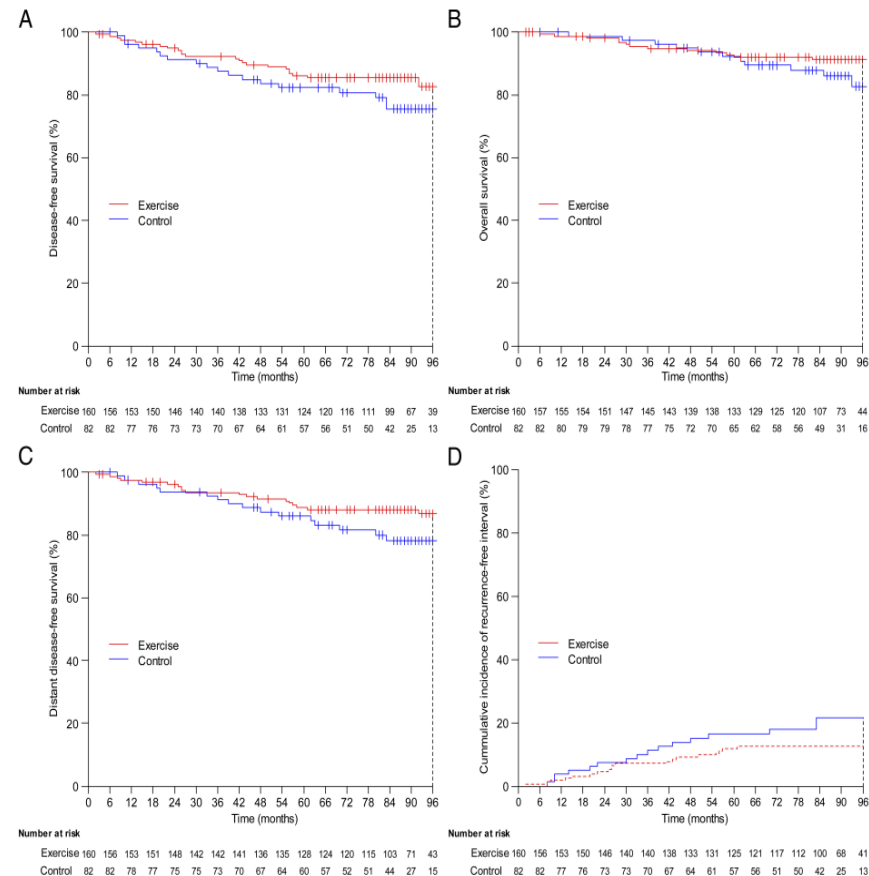 A
Disease-free survival (%)
100
80
60
40
20
0
Exercise
Control
0 6 12 18 24 30 36 42 48 54 60 66 72 78 84 90 96
Time (months)
Number at risk
Exercise 160 156 153 150 146 140 140 138 133 131 124 120 116 111 99 67 39
Control 82 82 77 76 73 73 70 67 64 61 57 56 51 50 42 25 13
B
Overall survival (%)
100
80
60
40
20
0
Exercise
Control
0 6 12 18 24 30 36 42 48 54 60 66 72 78 84 90 96
Time (months)
Number at risk
Exercise 160 157 155 154 151 147 145 143 139 138 133 129 125 120 107 73 44
Control 82 82 80 79 79 78 77 75 72 70 65 62 58 56 49 31 16
C
Distant disease-free survival (%)
100
80
60
40
20
0
Exercise
Control
0 6 12 18 24 30 36 42 48 54 60 66 72 78 84 90 96
Time (months)
Number at risk
Exercise 160 156 153 151 148 142 142 141 136 135 128 124 120 115 103 71 43
Control 82 82 78 77 75 75 73 70 67 64 60 57 52 51 44 27 15
D
Cummulative incidence of recurrence-free interval (%)
100
80
60
40
20
0
Exercise
Control
0 6 12 18 24 30 36 42 48 54 60 66 72 78 84 90 96
Time (months)
Number at risk
Exercise 160 156 153 150 146 140 140 138 133 131 125 121 117 112 100 68 41
Control 82 82 77 76 73 73 70 67 64 61 57 56 51 50 42 25 13